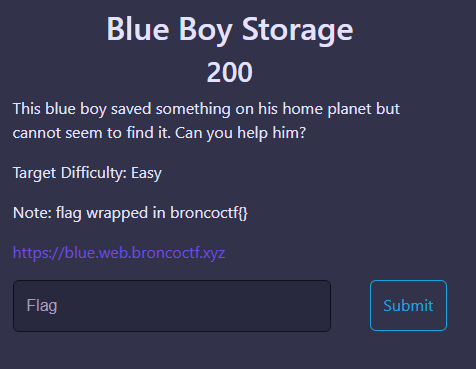 Blue Boy Storage
200
This blue boy saved something on his home planet but
cannot seem to find it. Can you help him?
Target Difficulty: Easy
Note: flag wrapped in broncoctf{}
https://blue.web.broncoctf.xyz
Flag
Submit